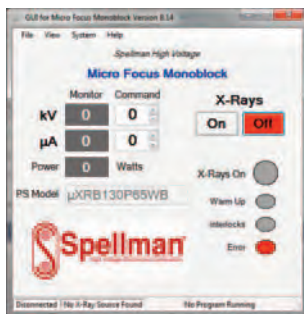 GUI for Micro Focus Monoblock Version 8.14
File View System Help
Spellman High Voltage
Micro Focus Monoblock
Monitor Command
kV 0 0
µA 0 0
Power 0 Watts
X-Rays
On Off
X-Rays On
Warm Up
Interlocks
Error
PS Model µXRB130P65WB
Spellman
Disconnected No X-Ray Source Found No Program Running